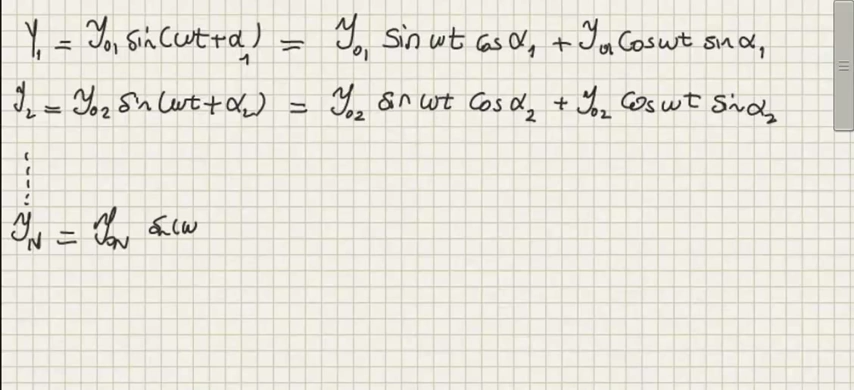 y₁ = y₀₁ sin(ωt+α₁) = y₀₁ sin ωt cos α₁ + y₀₁ cos ωt sin α₁
y₂ = y₀₂ sin(ωt+α₂) = y₀₂ sin ωt cos α₂ + y₀₂ cos ωt sin α₂
⋮
y_N = y₀N sin(ω